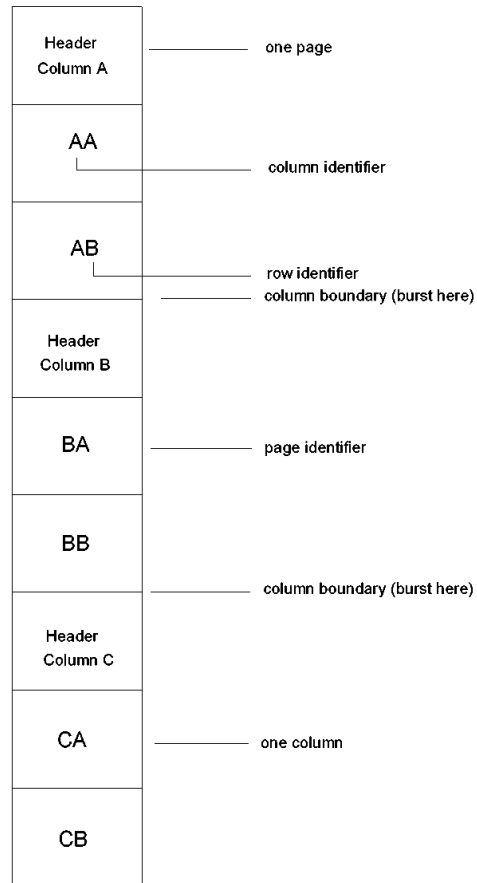 Header
Column A
one page
AA
column identifier
AB
row identifier
column boundary (burst here)
Header
Column B
BA
page identifier
BB
column boundary (burst here)
Header
Column C
CA
one column
CB